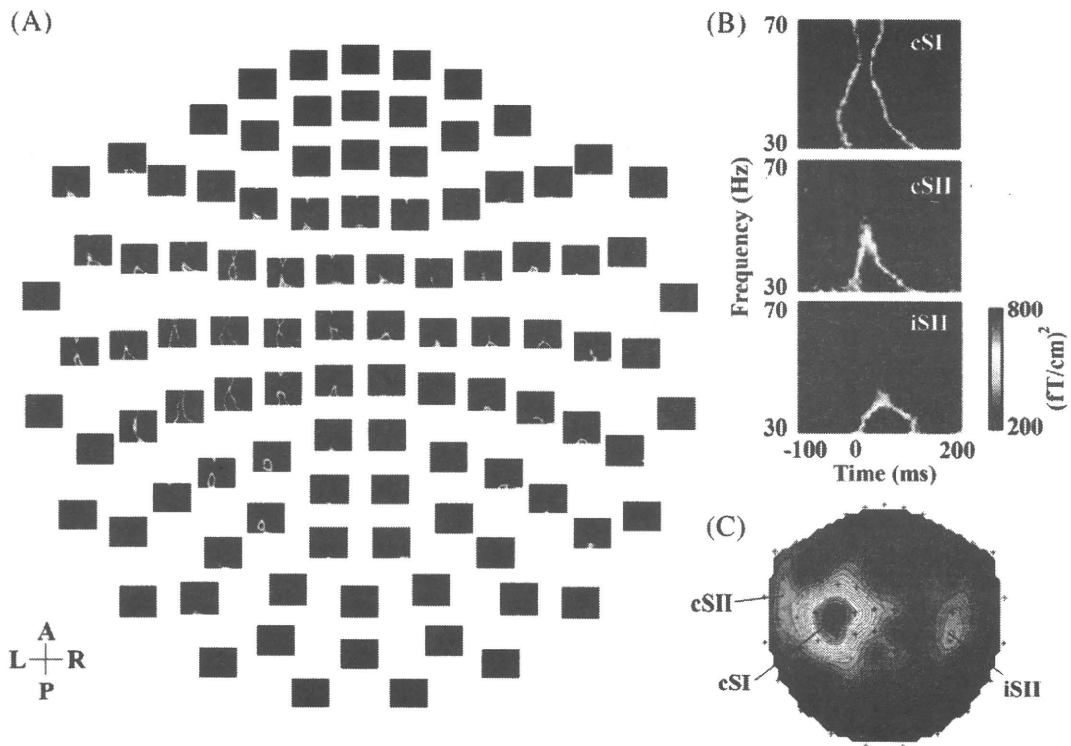 (A)
A
L R
P
(B)
70
cSI
30
70
cSII
30
70
iSII
30
Frequency (Hz)
-100 0 200
Time (ms)
800
200
(fT/cm)²
(C)
cSII
cSI
iSII